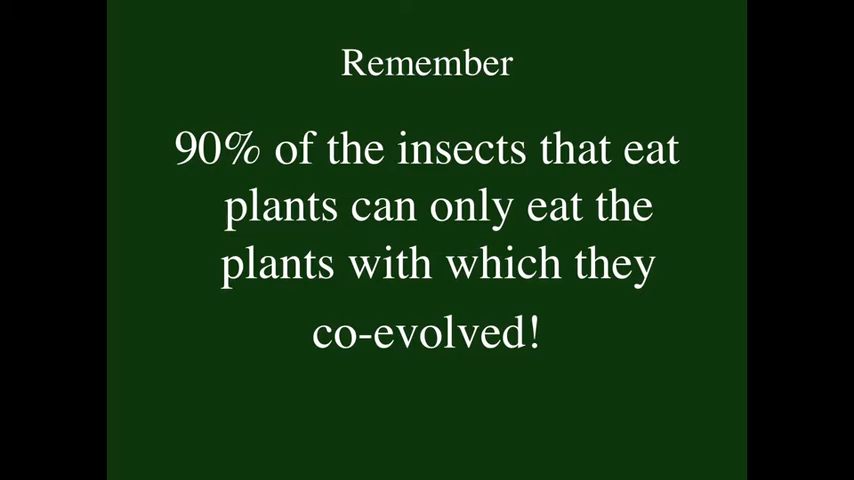 Remember
90% of the insects that eat
plants can only eat the
plants with which they
co-evolved!